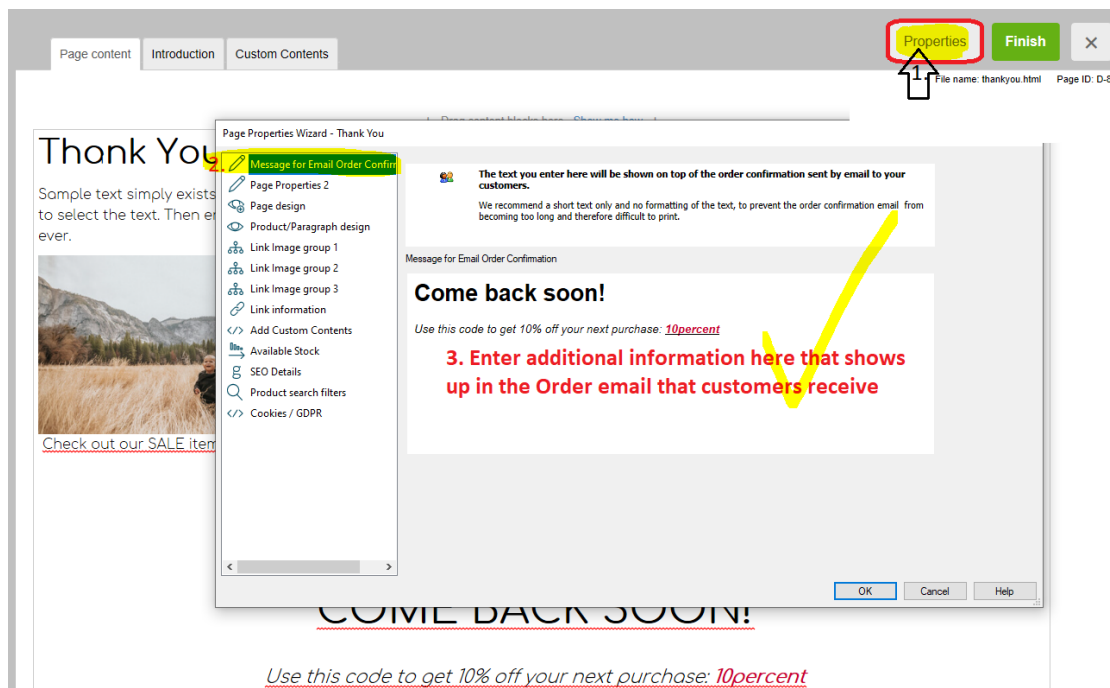 Page content
Introduction
Custom Contents
Properties
Finish
1.
File name: thankyou.html
Page ID: D-8
Show me how
Page Properties Wizard - Thank You
Thank You
Sample text simply exists
to select the text. Then
ever.
Check out our SALE
2.
Message for Email Order Confirm
Page Properties 2
Page design
Product/Paragraph design
Link Image group 1
Link Image group 2
Link Image group 3
Link information
</> Add Custom Contents
Available Stock
SEO Details
Product search filters
</> Cookies / GDPR
The text you enter here will be shown on top of the order confirmation sent by email to your
customers.
We recommend a short text only and no formatting of the text, to prevent the order confirmation email from
becoming too long and therefore difficult to print.
Message for Email Order Confirmation
Come back soon!
Use this code to get 10% off your next purchase: 10percent
3. Enter additional information here that shows
up in the Order email that customers receive
OK
Cancel
Help
COME BACK SOON!
Use this code to get 10% off your next purchase: 10percent